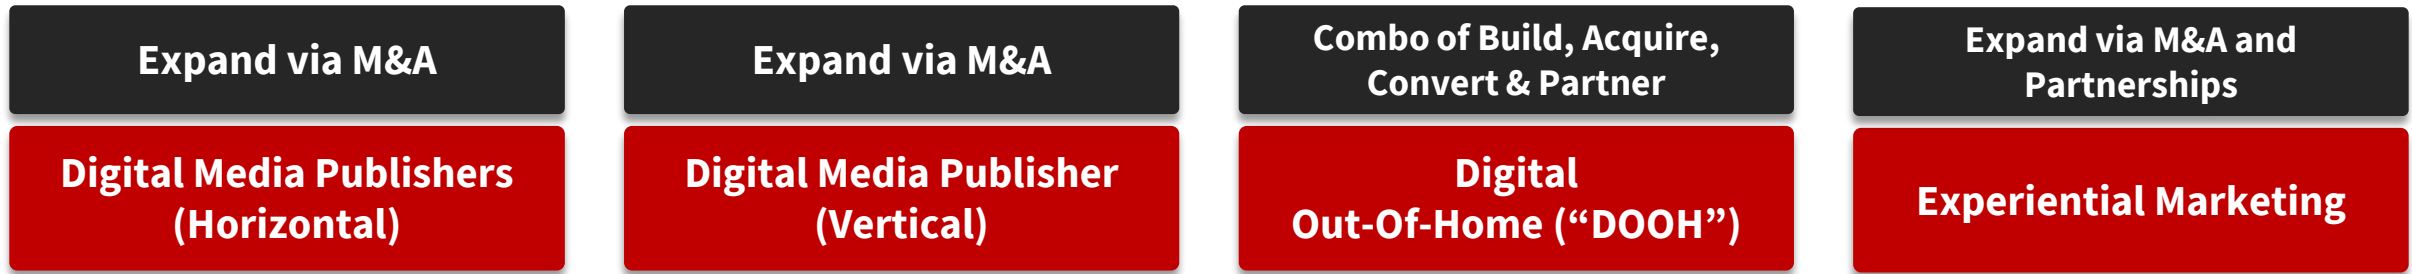 Expand via M&A
Digital Media Publishers
(Horizontal)
Expand via M&A
Digital Media Publisher
(Vertical)
Combo of Build, Acquire,
Convert & Partner
Digital
Out-Of-Home (“DOOH”)
Expand via M&A and
Partnerships
Experiential Marketing